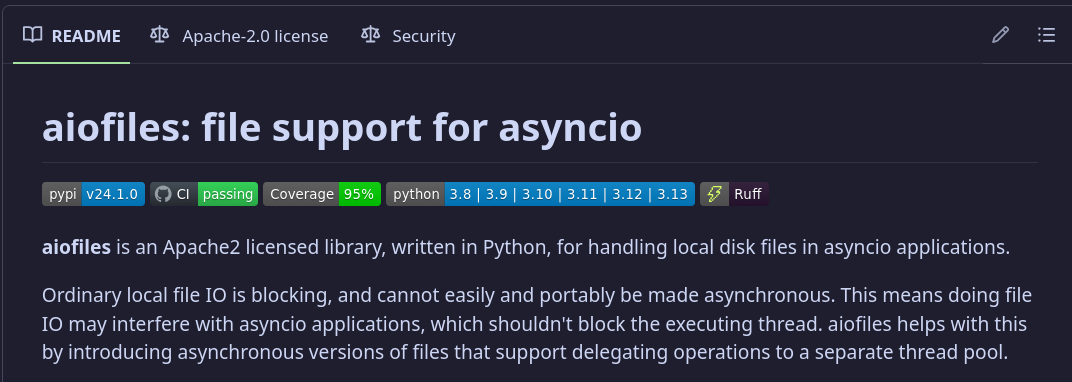 README Apache-2.0 license Security
aiofiles: file support for asyncio
pypi v24.1.0 CI passing Coverage 95% python 3.8 | 3.9 | 3.10 | 3.11 | 3.12 | 3.13 Ruff
aiofiles is an Apache2 licensed library, written in Python, for handling local disk files in asyncio applications.
Ordinary local file IO is blocking, and cannot easily and portably be made asynchronous. This means doing file
IO may interfere with asyncio applications, which shouldn't block the executing thread. aiofiles helps with this
by introducing asynchronous versions of files that support delegating operations to a separate thread pool.